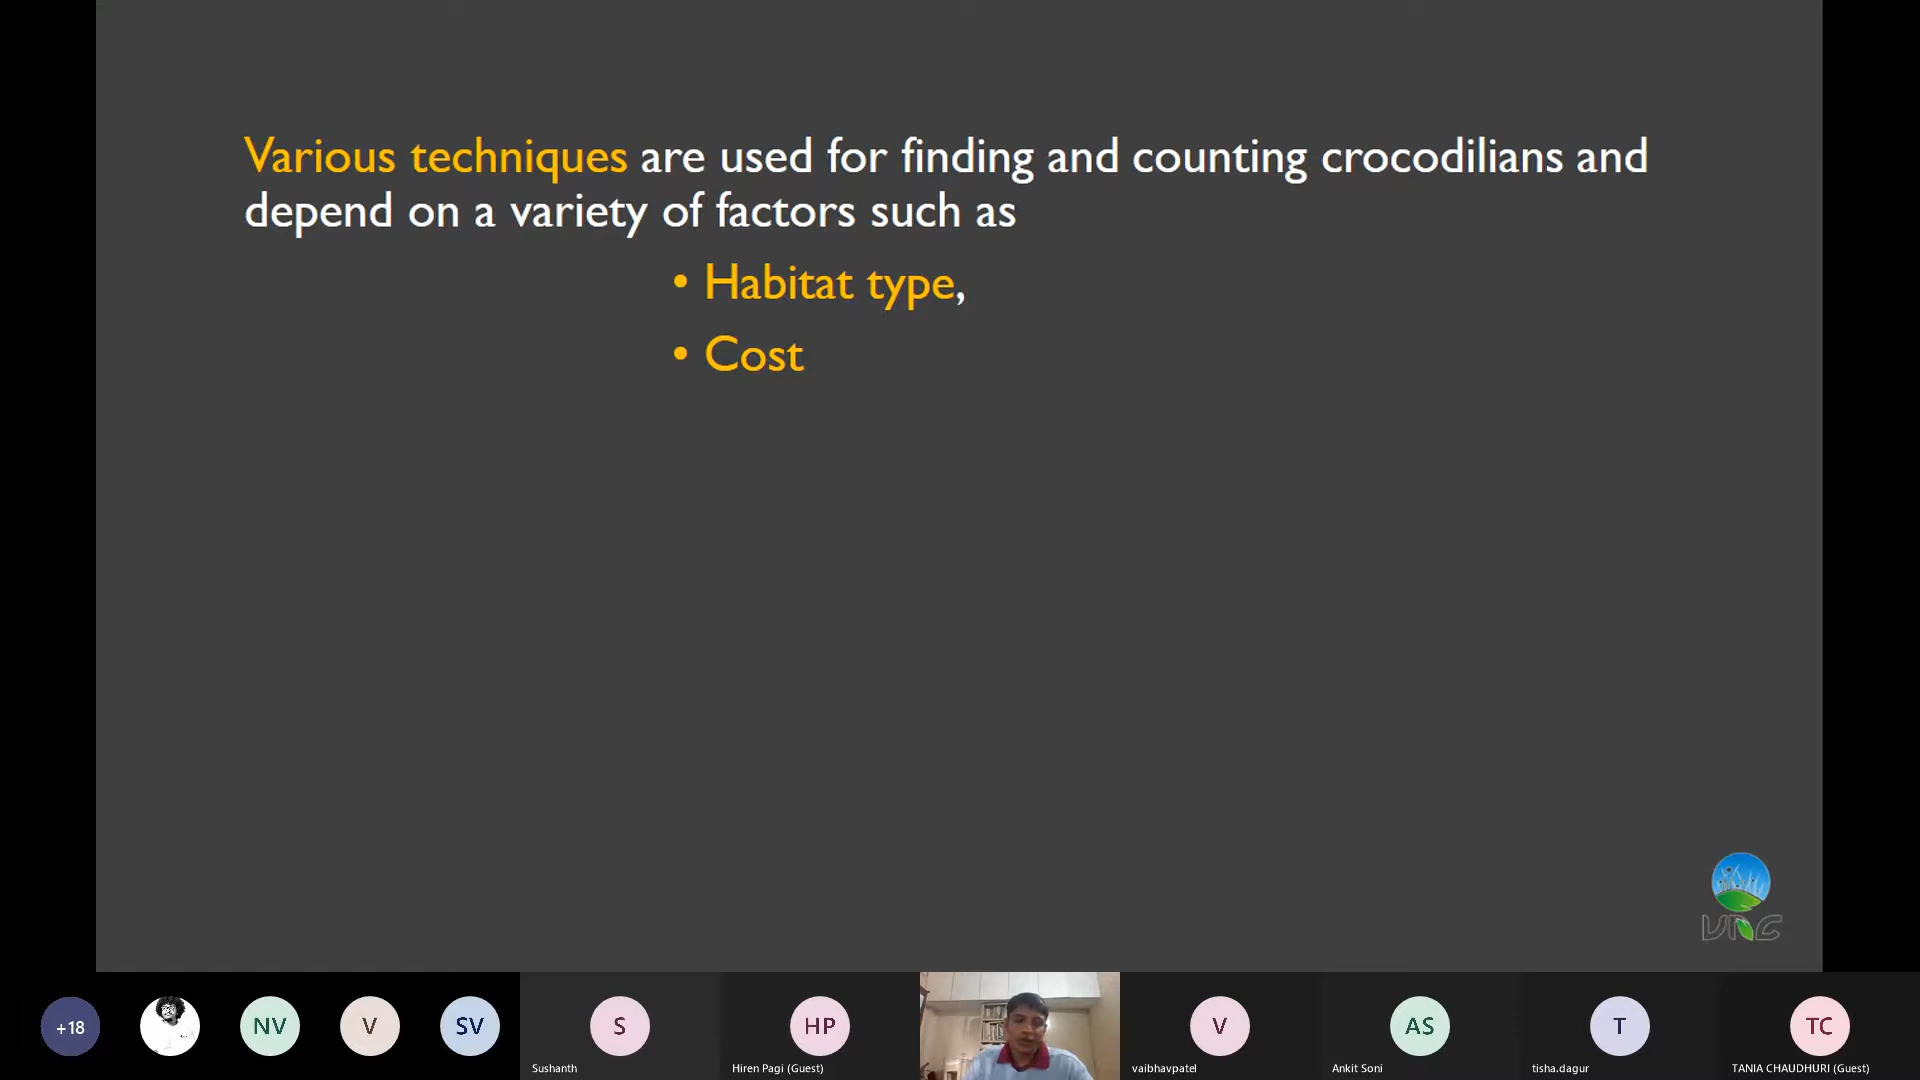 Various techniques are used for finding and counting crocodilians and
depend on a variety of factors such as
• Habitat type,
• Cost
VNC
+18
NV
V
SV
S
HP
V
AS
T
TC
Sushanth
Hiren Pagi (Guest)
vaibhavpatel
Ankit Soni
tisha.dagur
TANIA CHAUDHURI (Guest)